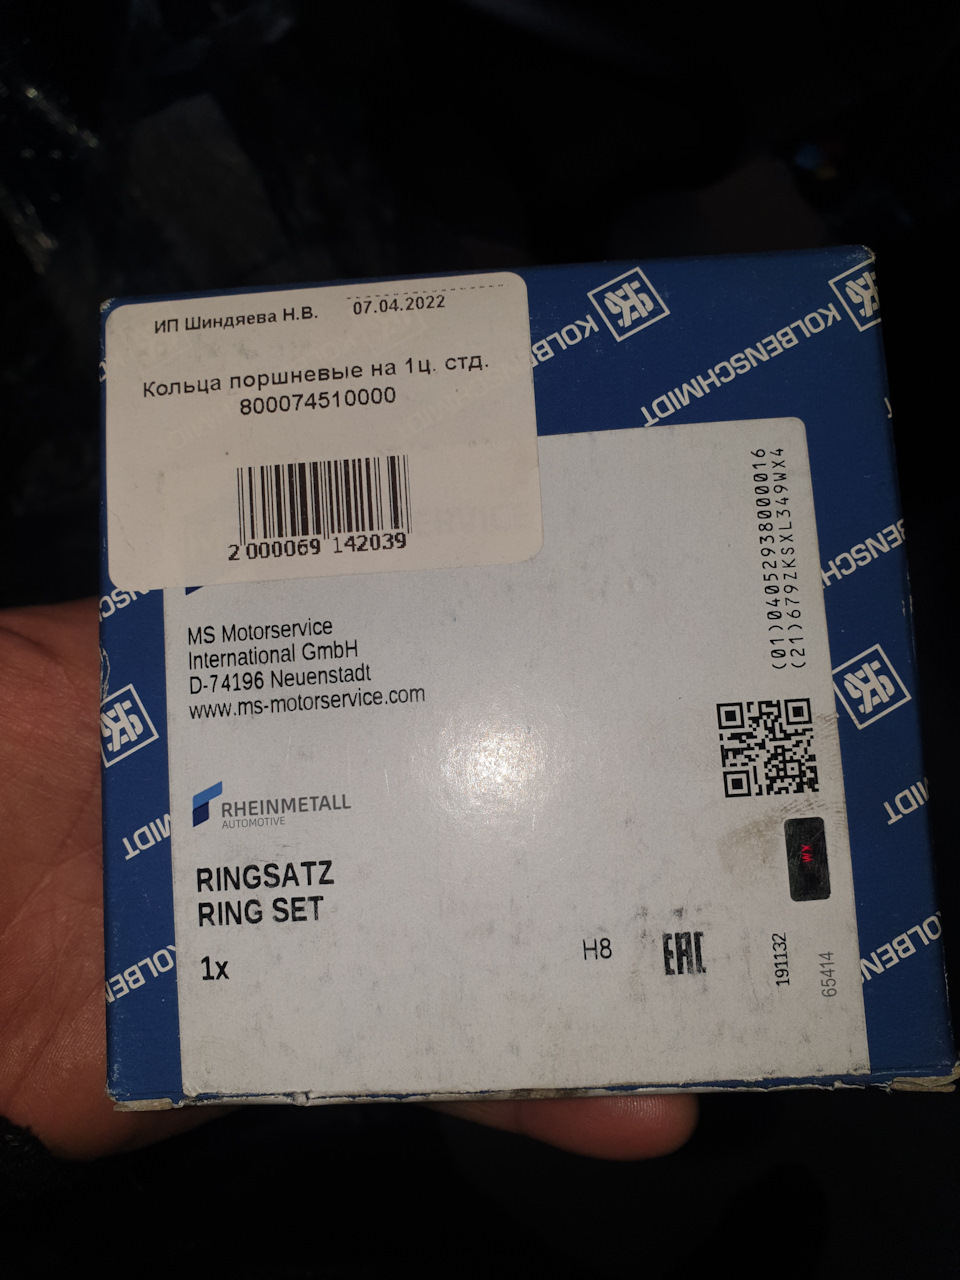 ИП Шиндяева Н.В. 07.04.2022
Кольца поршневые на 1ц. стд.
800074510000
2 000069 142039
KOLBENSCHMIDT
KOLBENSCHMIDT
(01)04052938000016
(21)679ZKSXL349WX4
MS Motorservice
International GmbH
D-74196 Neuenstadt
www.ms-motorservice.com
RHEINMETALL
AUTOMOTIVE
WX
RINGSATZ
RING SET
1x
H8
EAC
191132
65414